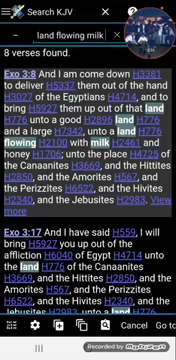 Search KJV
land flowing milk
8 verses found.
Exo 3:8 And I am come down H3381
to deliver H5337 them out of the hand
H3027 of the Egyptians H4714, and to
bring H5927 them up out of that land
H776 unto a good H2896 land H776
and a large H7342, unto a land H776
flowing H2100 with milk H2461 and
honey H1706; unto the place H4725 of
the Canaanites H3669, and the Hittites
H2850, and the Amorites H567, and
the Perizzites H6522, and the Hivites
H2340, and the Jebusites H2983. View
more
Exo 3:17 And I have said H559, I will
bring H5927 you up out of the
affliction H6040 of Egypt H4714 unto
the land H776 of the Canaanites
H3669, and the Hittites H2850, and the
Amorites H567, and the Perizzites
H6522, and the Hivites H2340, and the
Jebusites H2983, unto a land H776
Cancel
Go to
RECORDED BY